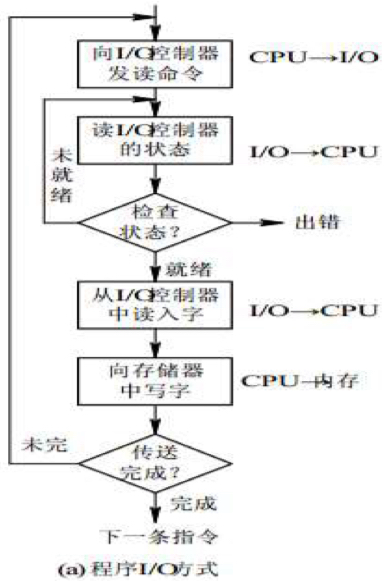 向I/O控制器
发读命令
CPU→I/O
读I/O控制器
的状态
I/O→CPU
未
就
绪
检查
状态?
出错
就绪
从I/O控制器
中读入字
I/O→CPU
向存储器
中写字
CPU→内存
未完
传送
完成?
完成
下一条指令
(a) 程序I/O方式